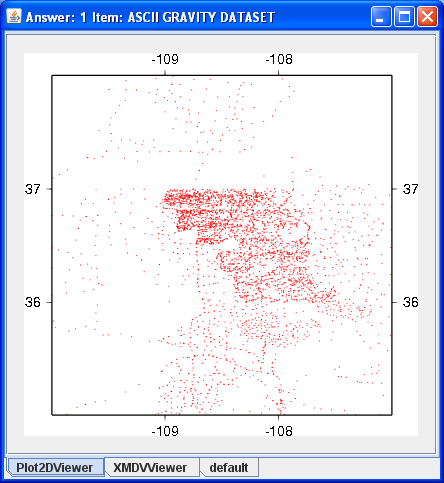 Answer: 1 Item: ASCII GRAVITY DATASET
-109 -108
37 37
36 36
-109 -108
Plot2DViewer XMDVViewer default